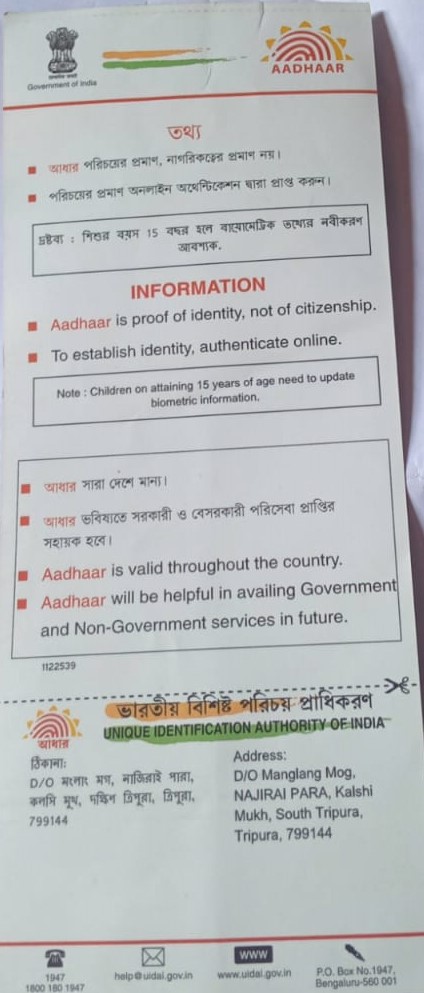 Government of India
AADHAAR
তথ্য
আধার পরিচয়ের প্রমাণ, নাগরিকত্বের প্রমাণ নয়।
পরিচয়ের প্রমাণ অনলাইন অথেন্টিকেশন দ্বারা প্রাপ্ত করুন।
দ্রষ্টব্য : শিশুর বয়স 15 বছর হলে বায়োমেট্রিক তথ্যের নবীকরণ
আবশ্যক.
INFORMATION
Aadhaar is proof of identity, not of citizenship.
To establish identity, authenticate online.
Note : Children on attaining 15 years of age need to update
biometric information.
আধার সারা দেশে মান্য।
আধার ভবিষ্যতে সরকারী ও বেসরকারী পরিসেবা প্রাপ্তির
সহায়ক হবে।
Aadhaar is valid throughout the country.
Aadhaar will be helpful in availing Government
and Non-Government services in future.
1122539
ভারতীয় বিশিষ্ট পরিচয় প্রাধিকরণ
UNIQUE IDENTIFICATION AUTHORITY OF INDIA
আধার
ঠিকানা:
D/O মংলাং মগ, নাজিরাই পারা,
কলসি মুখ, দক্ষিন ত্রিপুরা, ত্রিপুরা,
799144
Address:
D/O Manglang Mog,
NAJIRAI PARA, Kalshi
Mukh, South Tripura,
Tripura, 799144
1947
1800 180 1947
help@uidai.gov.in
www
www.uidai.gov.in
P.O. Box No.1947,
Bengaluru-560 001